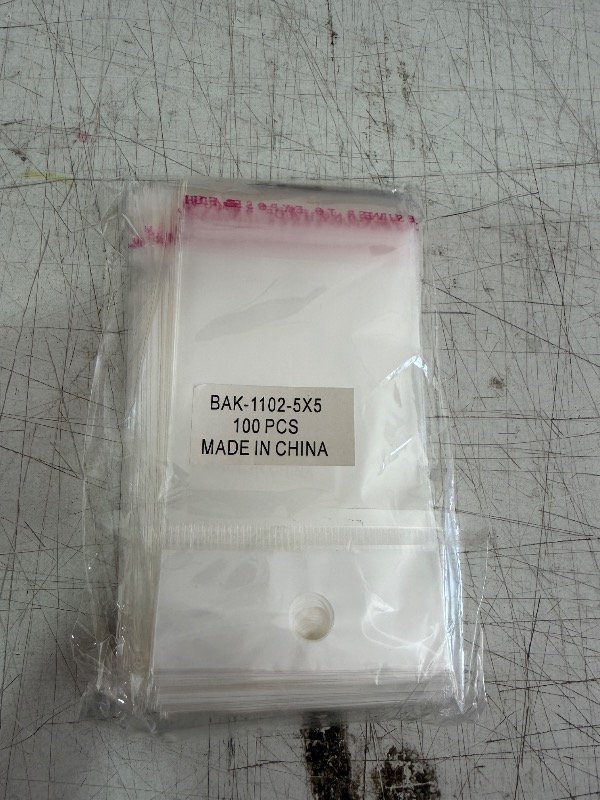 BAK-1102-5X5
100 PCS
MADE IN CHINA